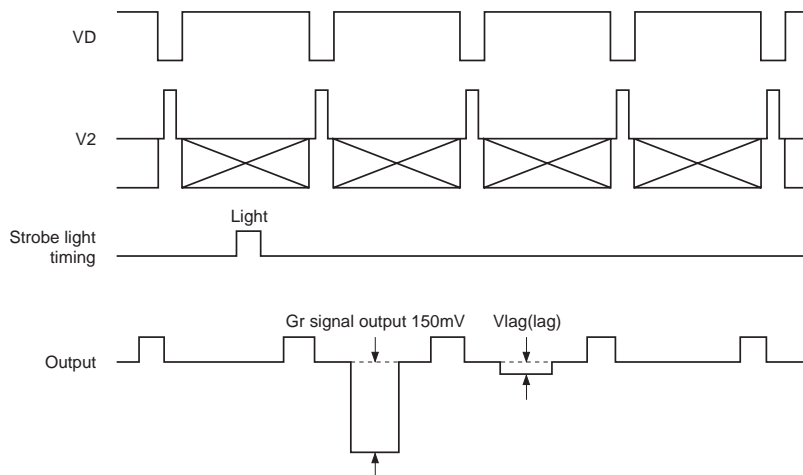 VD
V2
Light
Strobe light
timing
Gr signal output 150mV
Vlag(lag)
Output